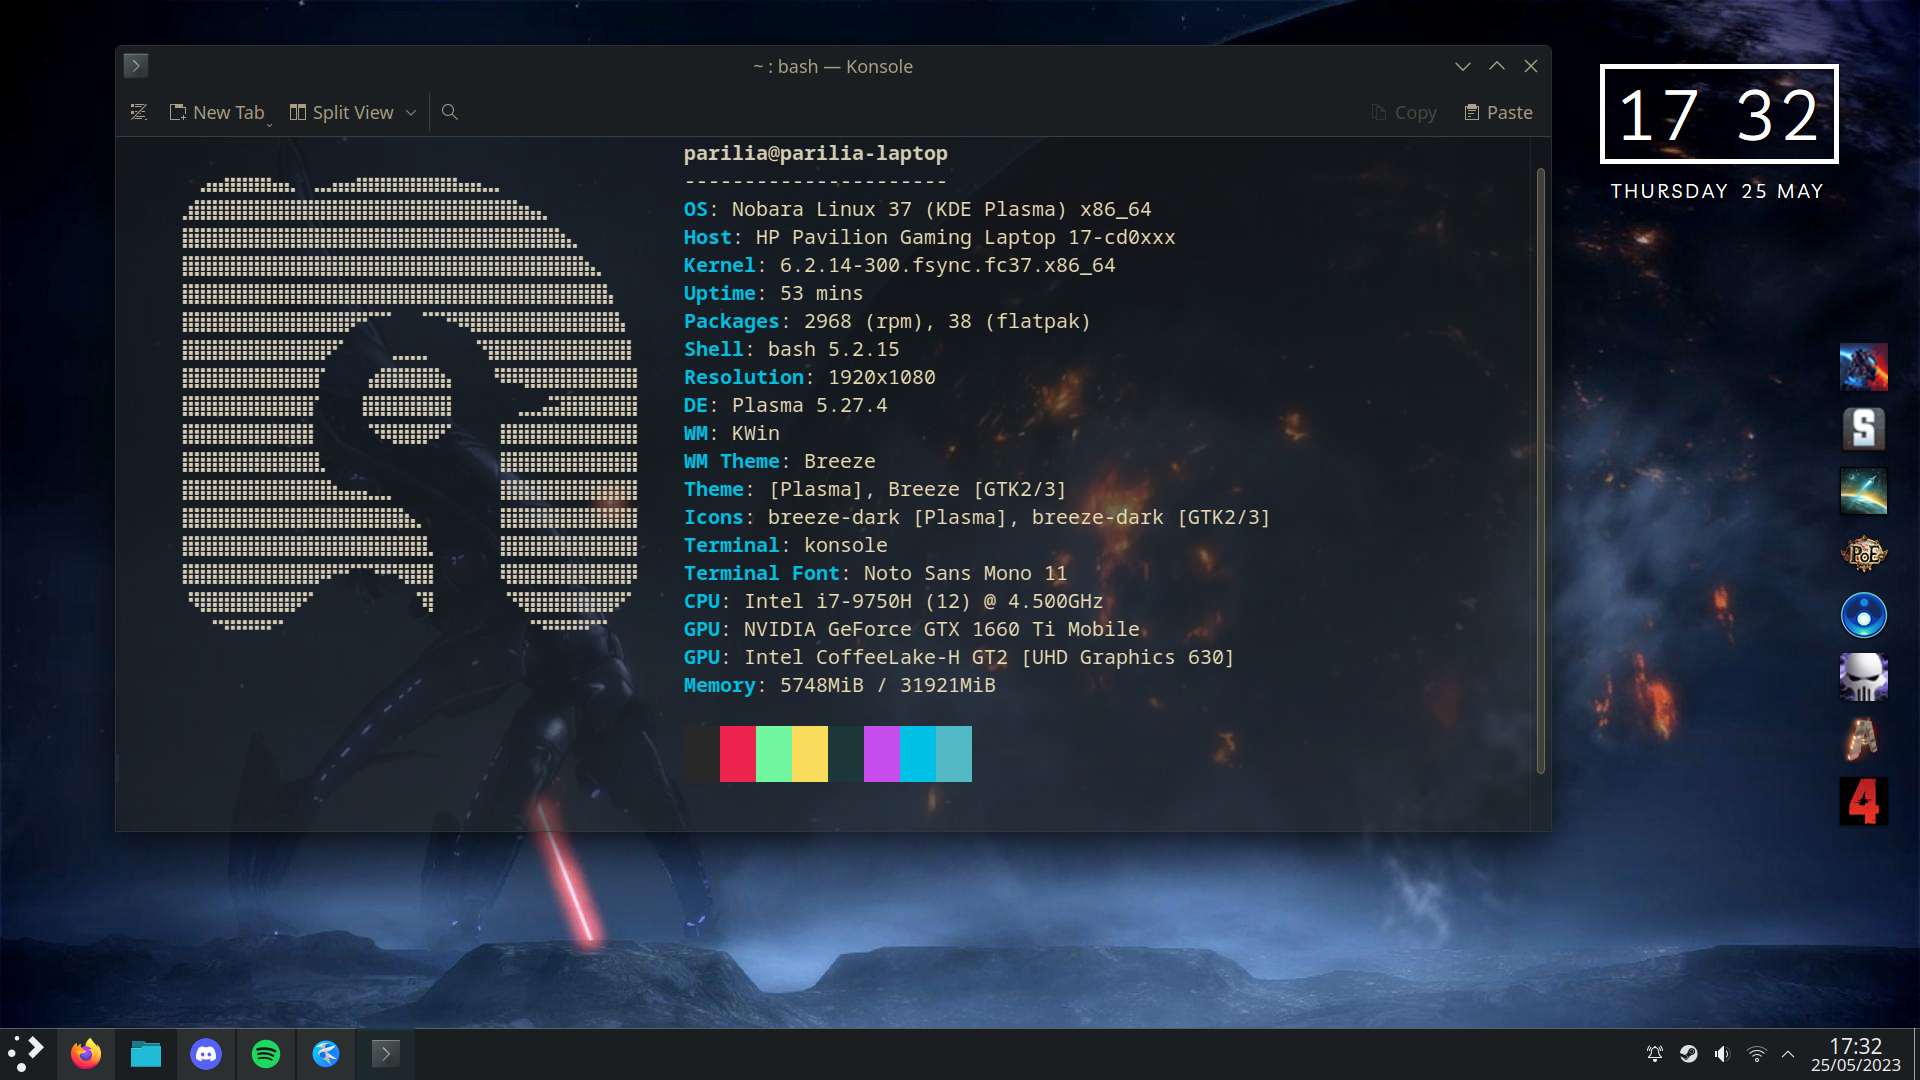 ~ : bash — Konsole
New Tab
Split View
Copy
Paste
parilia@parilia-laptop
----------------------
OS: Nobara Linux 37 (KDE Plasma) x86_64
Host: HP Pavilion Gaming Laptop 17-cd0xxx
Kernel: 6.2.14-300.fsync.fc37.x86_64
Uptime: 53 mins
Packages: 2968 (rpm), 38 (flatpak)
Shell: bash 5.2.15
Resolution: 1920x1080
DE: Plasma 5.27.4
WM: KWin
WM Theme: Breeze
Theme: [Plasma], Breeze [GTK2/3]
Icons: breeze-dark [Plasma], breeze-dark [GTK2/3]
Terminal: konsole
Terminal Font: Noto Sans Mono 11
CPU: Intel i7-9750H (12) @ 4.500GHz
GPU: NVIDIA GeForce GTX 1660 Ti Mobile
GPU: Intel CoffeeLake-H GT2 [UHD Graphics 630]
Memory: 5748MiB / 31921MiB
17 32
THURSDAY 25 MAY
S
PoE
A
4
17:32
25/05/2023